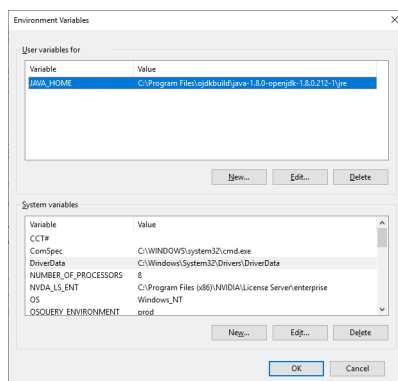 Environment Variables
User variables for
Variable Value
JAVA_HOME C:\Program Files\ojdkbuild\java-1.8.0-openjdk-1.8.0.212-1\jre
New... Edit... Delete
System variables
Variable Value
CCT#
ComSpec C:\WINDOWS\system32\cmd.exe
DriverData C:\Windows\System32\Drivers\DriverData
NUMBER_OF_PROCESSORS 8
NVDA_LS_ENT C:\Program Files (x86)\NVIDIA\License Server\enterprise
OS Windows_NT
OSQUERY_ENVIRONMENT prod
New... Edit... Delete
OK Cancel